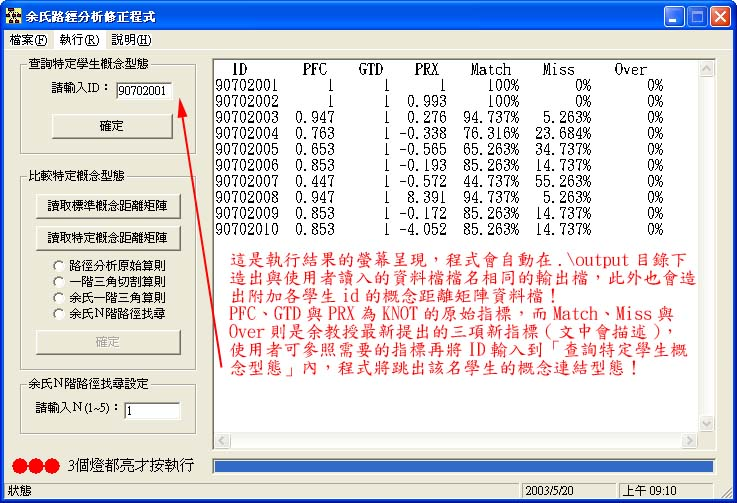 余氏路徑分析修正程式
檔案(F) 執行(R) 說明(H)
查詢特定學生概念型態
請輸入ID： 90702001
確定
比較特定概念型態
讀取標準概念距離矩陣
讀取特定概念距離矩陣
路徑分析原始算則
一階三角切割算則
余氏一階三角算則
余氏N階路徑找尋
確定
余氏N階路徑找尋設定
請輸入N(1~5)： 1
3個燈都亮才按執行
ID PFC GTD PRX Match Miss Over
90702001 1 1 1 100% 0% 0%
90702002 1 1 0.993 100% 0% 0%
90702003 0.947 1 0.276 94.737% 5.263% 0%
90702004 0.763 1 -0.338 76.316% 23.684% 0%
90702005 0.653 1 -0.565 65.263% 34.737% 0%
90702006 0.853 1 -0.193 85.263% 14.737% 0%
90702007 0.447 1 -0.572 44.737% 55.263% 0%
90702008 0.947 1 8.391 94.737% 5.263% 0%
90702009 0.853 1 -0.172 85.263% 14.737% 0%
90702010 0.853 1 -4.052 85.263% 14.737% 0%
這是執行結果的螢幕呈現，程式會自動在.\output目錄下
造出與使用者讀入的資料檔檔名相同的輸出檔，此外也會造
出附加各學生id的概念距離矩陣資料檔！
PFC、GTD與PRX為KNOT的原始指標，而Match、Miss與
Over則是余教授最新提出的三項新指標(文中會描述)，
使用者可參照需要的指標再將ID輸入到「查詢特定學生概
念型態」內，程式將跳出該名學生的概念連結型態！
狀態 2003/5/20 上午 09:10